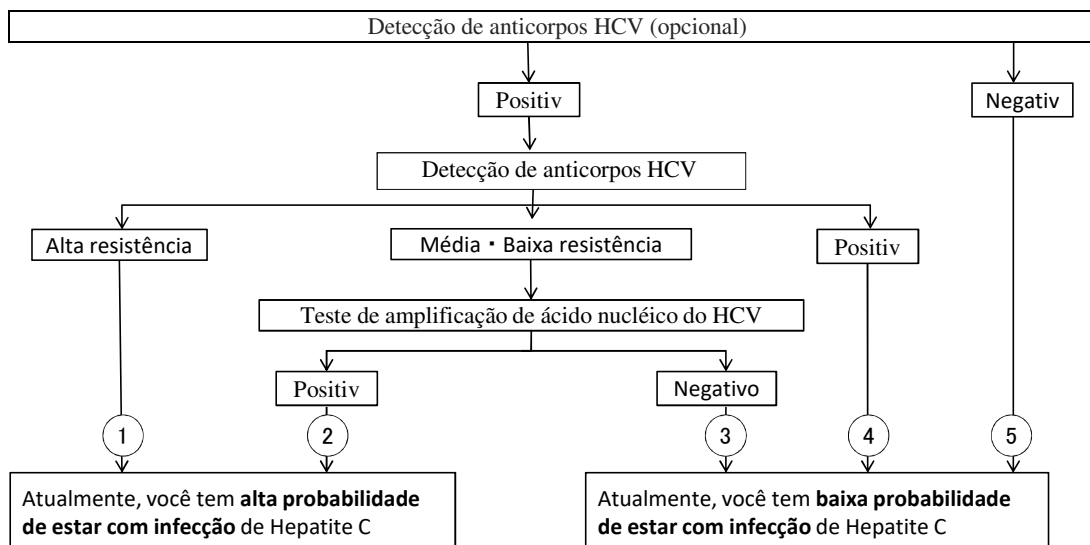 Detecção de anticorpos HCV (opcional)
Positiv
Negativ
Detecção de anticorpos HCV
Alta resistência
Média・Baixa resistência
Positiv
Teste de amplificação de ácido nucléico do HCV
Positiv
Negativo
1
2
3
4
5
Atualmente, você tem alta probabilidade
de estar com infecção de Hepatite C
Atualmente, você tem baixa probabilidade
de estar com infecção de Hepatite C